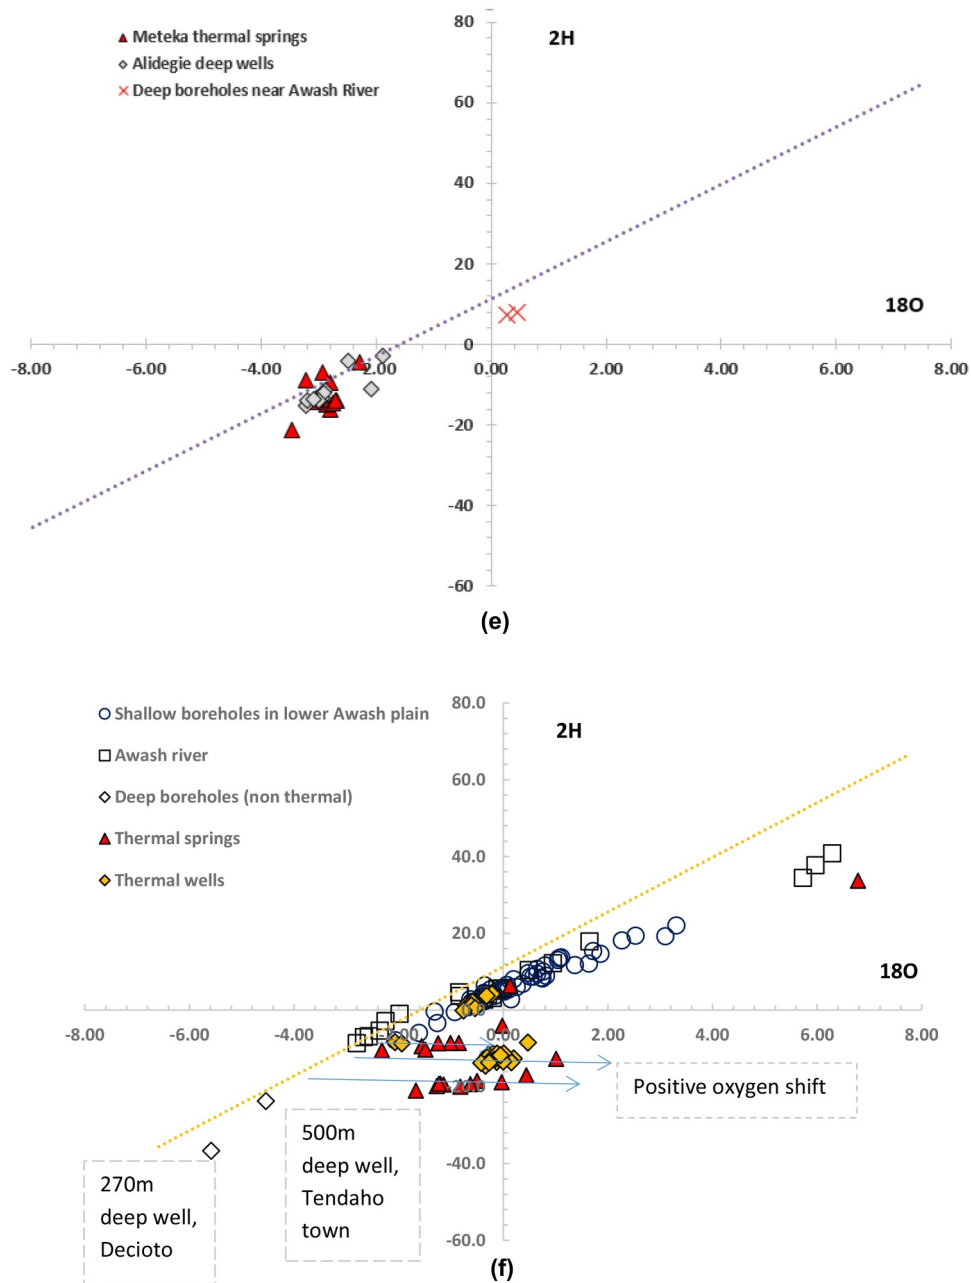 80
2H
Meteka thermal springs
Alidegie deep wells
Deep boreholes near Awash River
60
40
20
18O
0
-8.00 -6.00 -4.00 -2.00 0.00 2.00 4.00 6.00 8.00
-20
-40
-60
(e)
80.0
2H
Shallow boreholes in lower Awash plain
Awash river
60.0
Deep boreholes (non thermal)
Thermal springs
40.0
Thermal wells
20.0
18O
0.0
-8.00 -6.00 -4.00 -2.00 0.00 2.00 4.00 6.00 8.00
Positive oxygen shift
500m
deep well,
Tendaho
town
-40.0
270m
deep well,
Decioto
-60.0
(f)